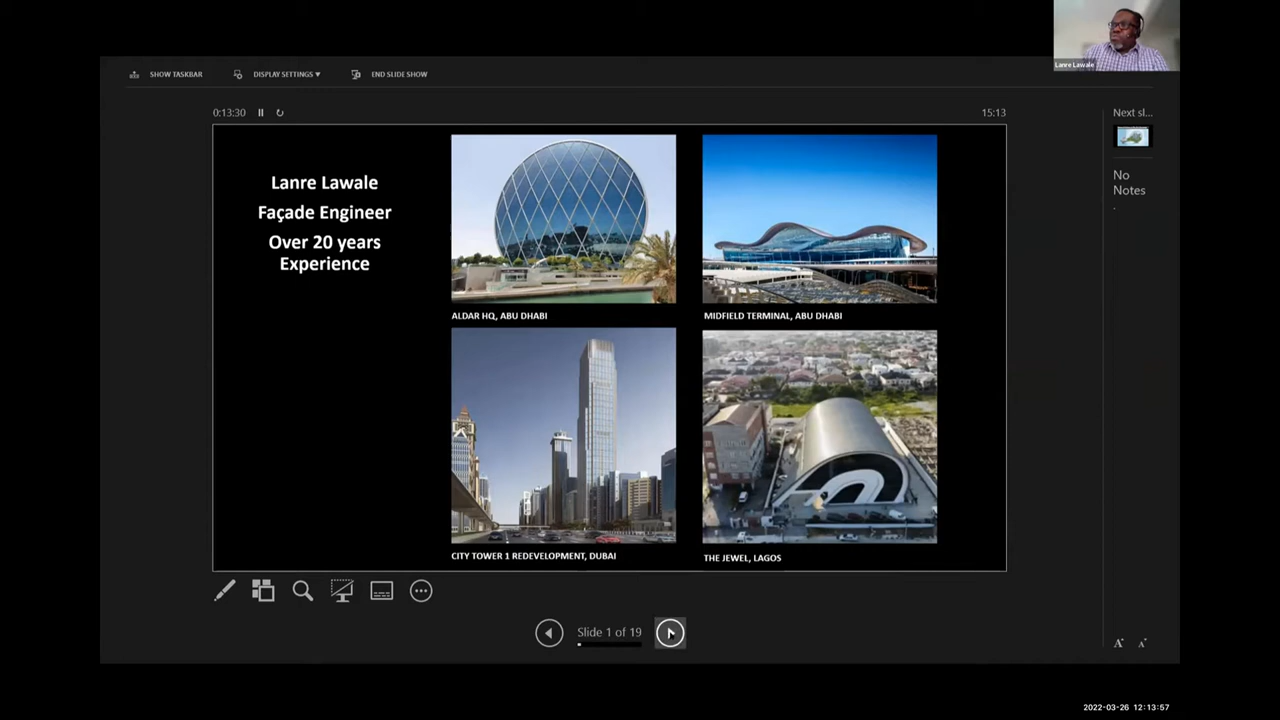 Lanre Lawale
SHOW TASKBAR
DISPLAY SETTINGS ▾
END SLIDE SHOW
0:13:30
15:13
Next sl...
No
Notes
Lanre Lawale
Façade Engineer
Over 20 years
Experience
ALDAR HQ, ABU DHABI
MIDFIELD TERMINAL, ABU DHABI
CITY TOWER 1 REDEVELOPMENT, DUBAI
THE JEWEL, LAGOS
Slide 1 of 19
A A
2022-03-26 12:13:57